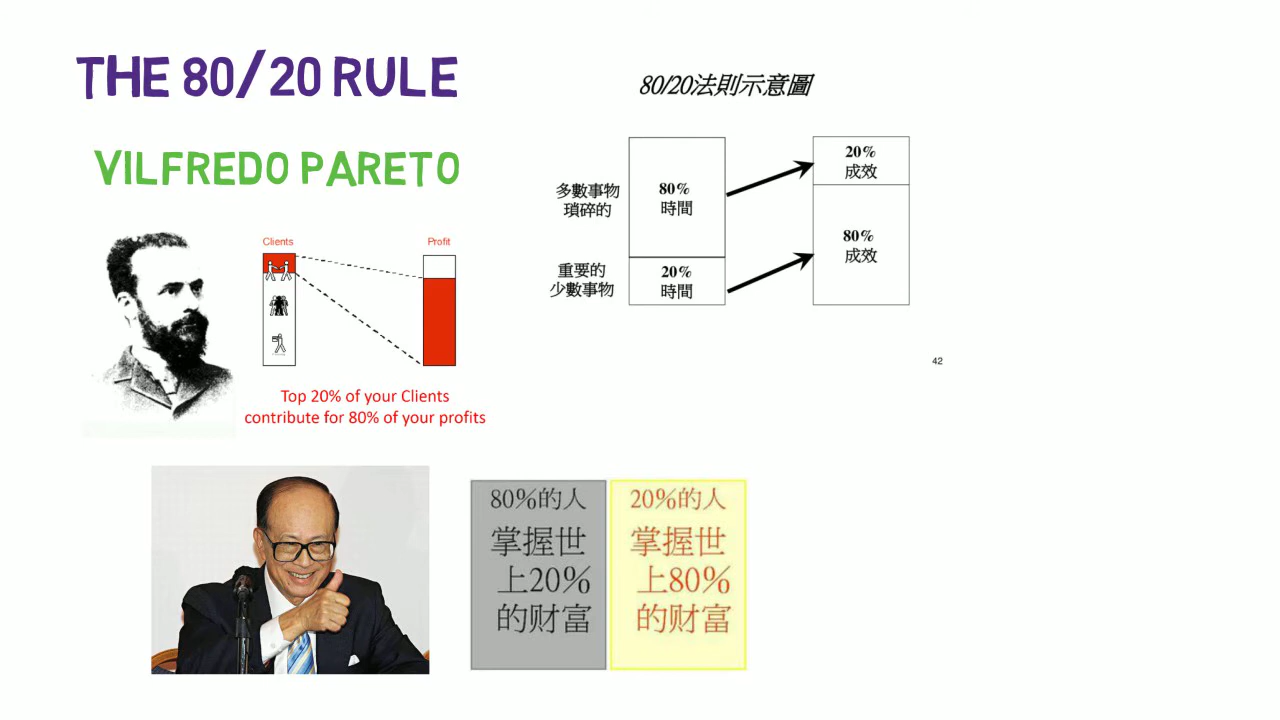 THE 80/20 RULE
VILFREDO PARETO
Clients
Profit
Top 20% of your Clients
contribute for 80% of your profits
80/20法則示意圖
多數事物
瑣碎的
80%
時間
20%
成效
重要的
少數事物
20%
時間
80%
成效
42
80%的人
掌握世
上20%
的财富
20%的人
掌握世
上80%
的财富